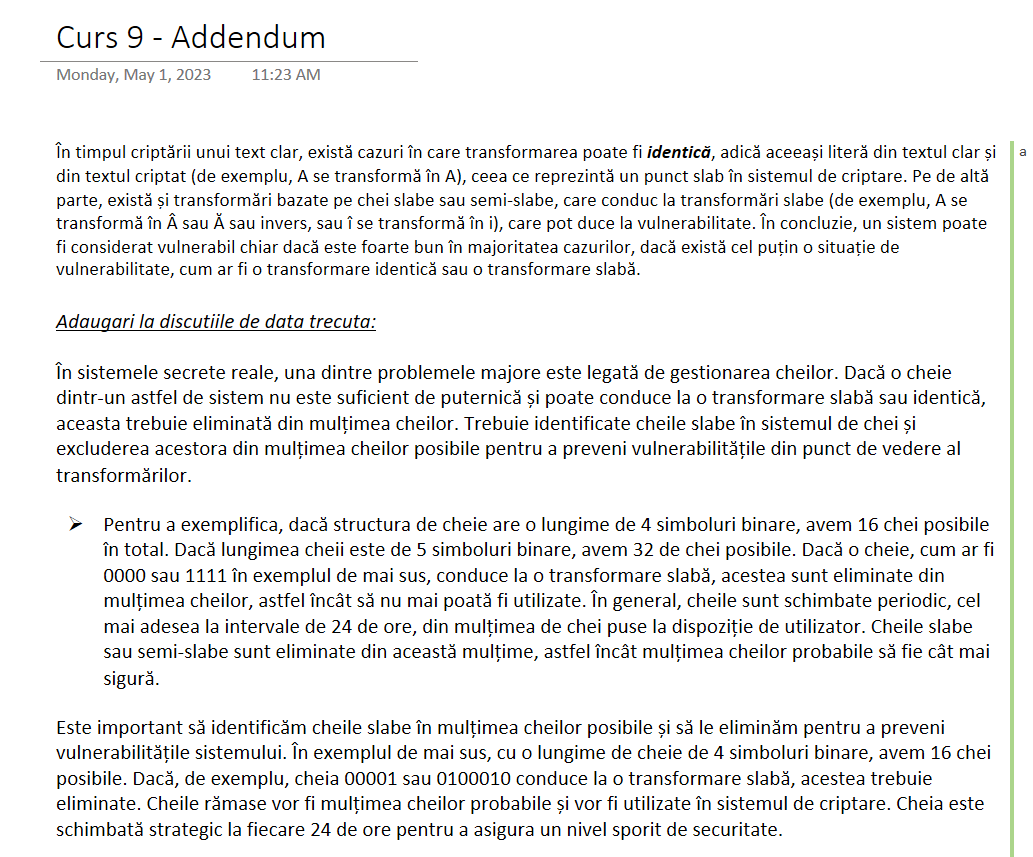 Curs 9 - Addendum
Monday, May 1, 2023 11:23 AM
În timpul criptării unui text clar, există cazuri în care transformarea poate fi identică, adică aceeași literă din textul clar și
din textul criptat (de exemplu, A se transformă în A), ceea ce reprezintă un punct slab în sistemul de criptare. Pe de altă
parte, există și transformări bazate pe chei slabe sau semi-slabe, care conduc la transformări slabe (de exemplu, A se
transformă în Â sau Ă sau invers, sau î se transformă în i), care pot duce la vulnerabilitate. În concluzie, un sistem poate
fi considerat vulnerabil chiar dacă este foarte bun în majoritatea cazurilor, dacă există cel puțin o situație de
vulnerabilitate, cum ar fi o transformare identică sau o transformare slabă.
Adaugari la discutiile de data trecuta:
În sistemele secrete reale, una dintre problemele majore este legată de gestionarea cheilor. Dacă o cheie
dintr-un astfel de sistem nu este suficient de puternică și poate conduce la o transformare slabă sau identică,
aceasta trebuie eliminată din mulțimea cheilor. Trebuie identificate cheile slabe în sistemul de chei și
excluderea acestora din mulțimea cheilor posibile pentru a preveni vulnerabilitățile din punct de vedere al
transformărilor.
➢ Pentru a exemplifica, dacă structura de cheie are o lungime de 4 simboluri binare, avem 16 chei posibile
în total. Dacă lungimea cheii este de 5 simboluri binare, avem 32 de chei posibile. Dacă o cheie, cum ar fi
0000 sau 1111 în exemplul de mai sus, conduce la o transformare slabă, acestea sunt eliminate din
mulțimea cheilor, astfel încât să nu mai poată fi utilizate. În general, cheile sunt schimbate periodic, cel
mai adesea la intervale de 24 de ore, din mulțimea de chei puse la dispoziție de utilizator. Cheile slabe
sau semi-slabe sunt eliminate din această mulțime, astfel încât mulțimea cheilor probabile să fie cât mai
sigură.
Este important să identificăm cheile slabe în mulțimea cheilor posibile și să le eliminăm pentru a preveni
vulnerabilitățile sistemului. În exemplul de mai sus, cu o lungime de cheie de 4 simboluri binare, avem 16 chei
posibile. Dacă, de exemplu, cheia 00001 sau 0100010 conduce la o transformare slabă, acestea trebuie
eliminate. Cheile rămase vor fi mulțimea cheilor probabile și vor fi utilizate în sistemul de criptare. Cheia este
schimbată strategic la fiecare 24 de ore pentru a asigura un nivel sporit de securitate.
a